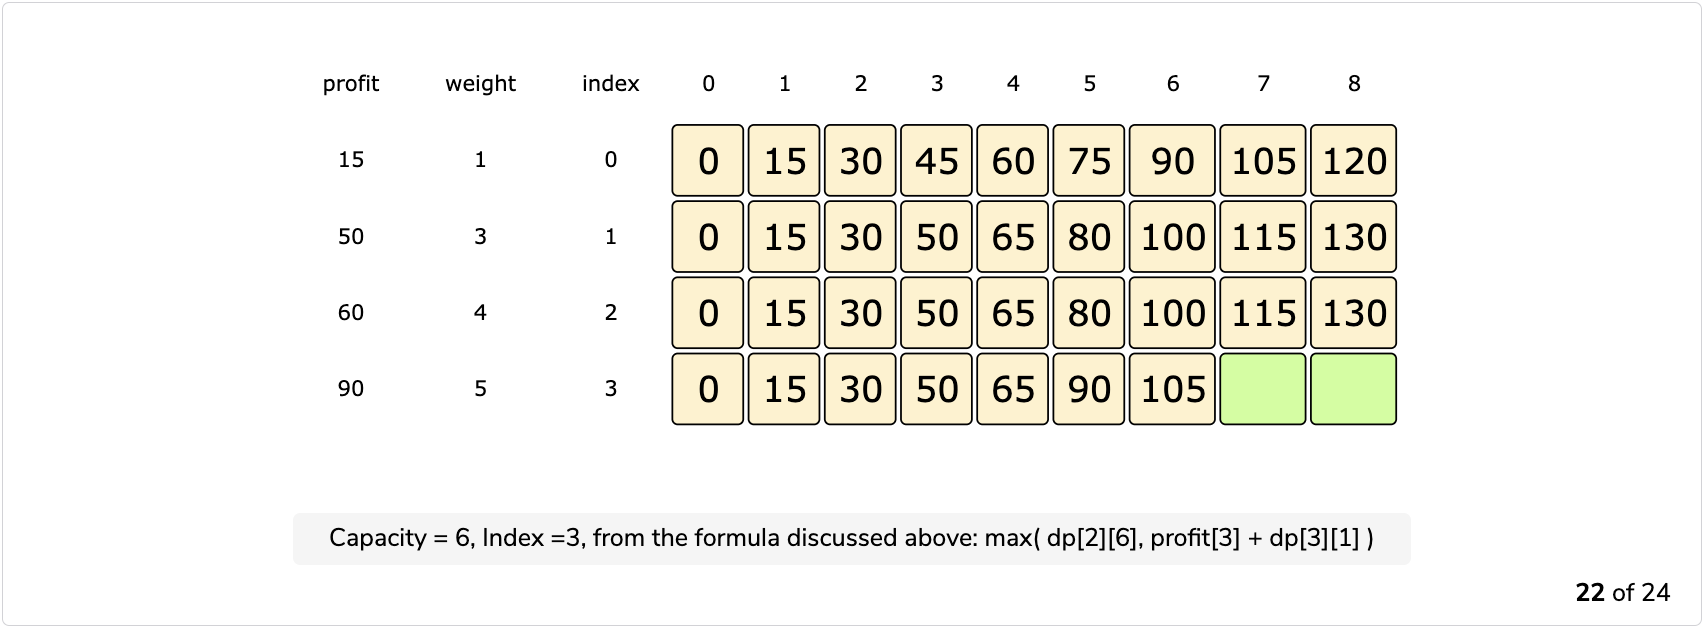 profit weight index 0 1 2 3 4 5 6 7 8
15 1 0 0 15 30 45 60 75 90 105 120
50 3 1 0 15 30 50 65 80 100 115 130
60 4 2 0 15 30 50 65 80 100 115 130
90 5 3 0 15 30 50 65 90 105
Capacity = 6, Index =3, from the formula discussed above: max( dp[2][6], profit[3] + dp[3][1] )
22 of 24